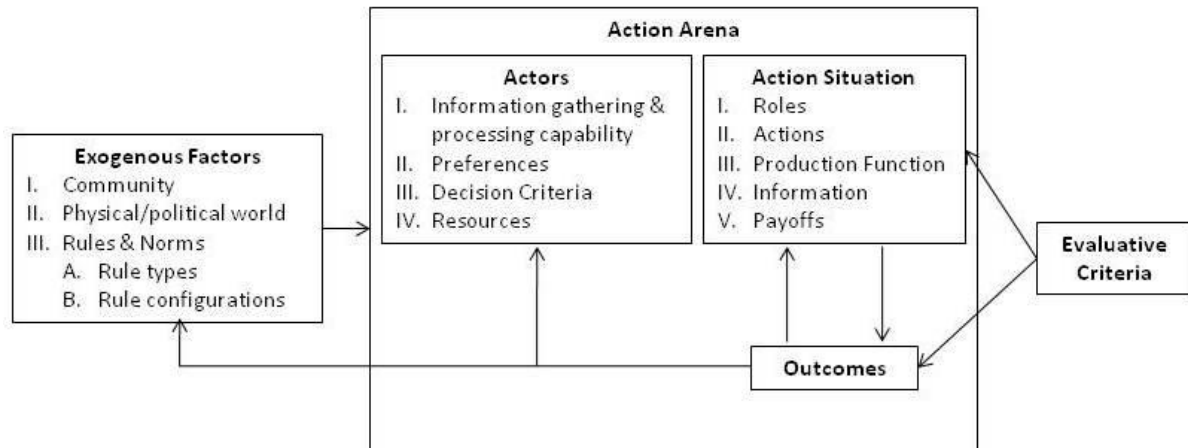 Action Arena
Actors
I. Information gathering &
processing capability
II. Preferences
III. Decision Criteria
IV. Resources
Action Situation
I. Roles
II. Actions
III. Production Function
IV. Information
V. Payoffs
Exogenous Factors
I. Community
II. Physical/political world
III. Rules & Norms
A. Rule types
B. Rule configurations
Evaluative
Criteria
Outcomes